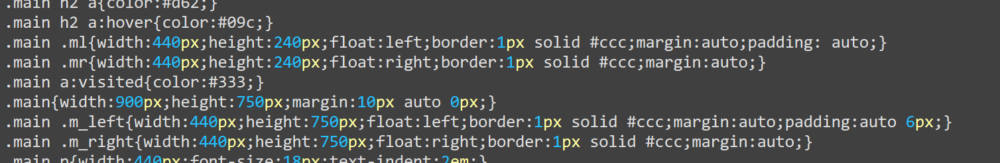 .main h2 a{color:#d62;}
.main h2 a:hover{color:#09c;}
.main .ml{width:440px;height:240px;float:left;border:1px solid #ccc;margin:auto;padding: auto;}
.main .mr{width:440px;height:240px;float:right;border:1px solid #ccc;margin:auto;}
.main a:visited{color:#333;}
.main{width:900px;height:750px;margin:10px auto 0px;}
.main .m_left{width:440px;height:750px;float:left;border:1px solid #ccc;margin:auto;padding:auto 6px;}
.main .m_right{width:440px;height:750px;float:right;border:1px solid #ccc;margin:auto;}
.main p{width:440px;font-size:18px;text-indent:2em;}